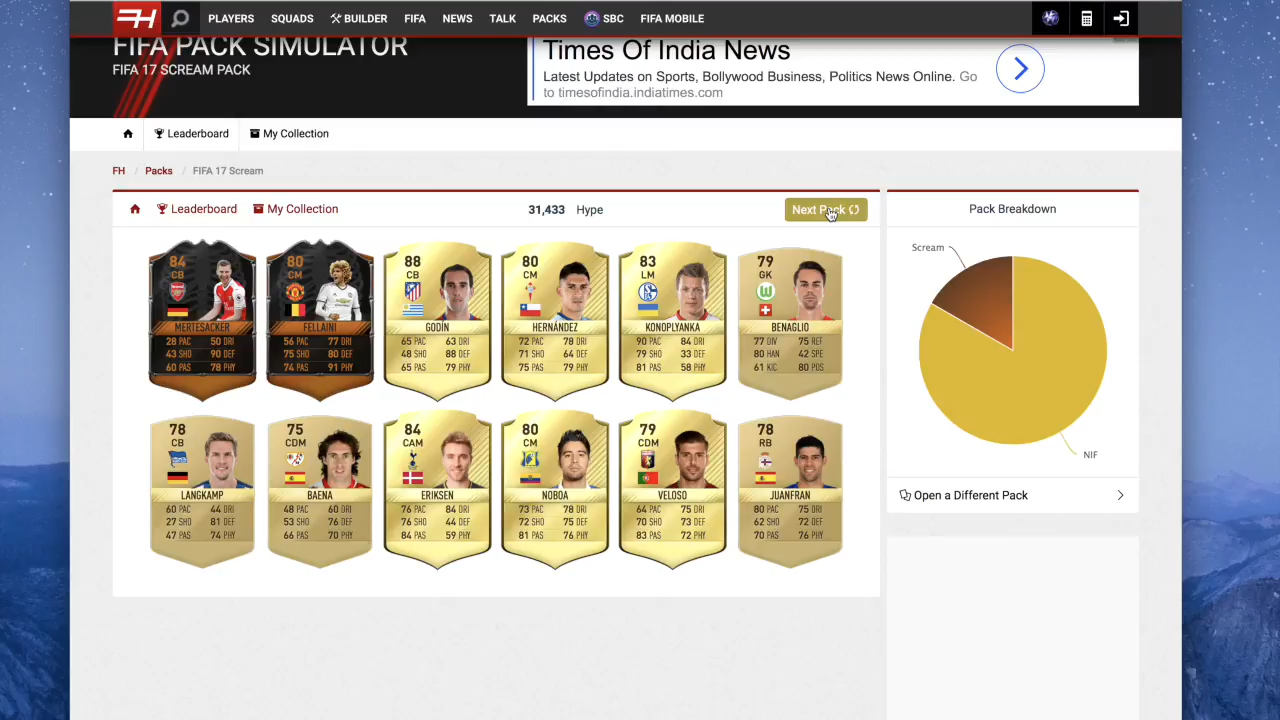 FH
PLAYERS SQUADS BUILDER FIFA NEWS TALK PACKS SBC FIFA MOBILE
FIFA PACK SIMULATOR
FIFA 17 SCREAM PACK
Times Of India News
Latest Updates on Sports, Bollywood Business, Politics News Online. Go
to timesofindia.indiatimes.com
Leaderboard My Collection
FH / Packs / FIFA 17 Scream
Leaderboard My Collection 31,433 Hype Next Pack
Pack Breakdown
84
CB
MERTESACKER
28 PAC 50 DRI
43 SHO 90 DEF
60 PAS 78 PHY
80
CM
FELLAINI
56 PAC 77 DRI
75 SHO 80 DEF
74 PAS 91 PHY
88
CB
GODÍN
65 PAC 63 DRI
48 SHO 88 DEF
65 PAS 79 PHY
80
CM
HERNÁNDEZ
72 PAC 78 DRI
71 SHO 64 DEF
75 PAS 79 PHY
83
LM
KONOPLYANKA
90 PAC 84 DRI
79 SHO 33 DEF
81 PAS 58 PHY
79
GK
BENAGLIO
77 DIV 75 REF
80 HAN 42 SPE
61 KIC 80 POS
78
CB
LANGKAMP
60 PAC 44 DRI
27 SHO 81 DEF
47 PAS 74 PHY
75
CDM
BAENA
48 PAC 60 DRI
53 SHO 76 DEF
66 PAS 70 PHY
84
CAM
ERIKSEN
76 PAC 84 DRI
76 SHO 44 DEF
84 PAS 59 PHY
80
CM
NOBOA
73 PAC 78 DRI
72 SHO 75 DEF
81 PAS 76 PHY
79
CDM
VELOSO
64 PAC 75 DRI
70 SHO 73 DEF
83 PAS 72 PHY
78
RB
JUANFRAN
80 PAC 75 DRI
62 SHO 72 DEF
70 PAS 76 PHY
Scream
NIF
Open a Different Pack